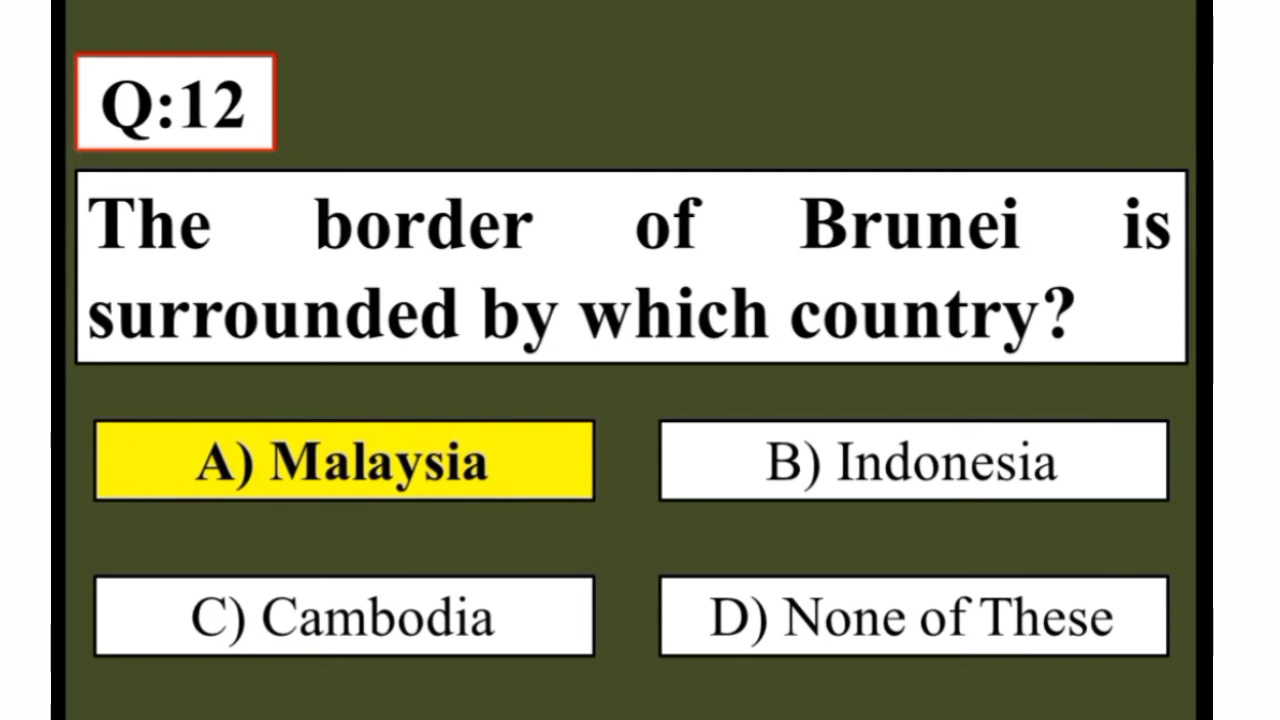 Q:12
The border of Brunei is
surrounded by which country?
A) Malaysia
B) Indonesia
C) Cambodia
D) None of These